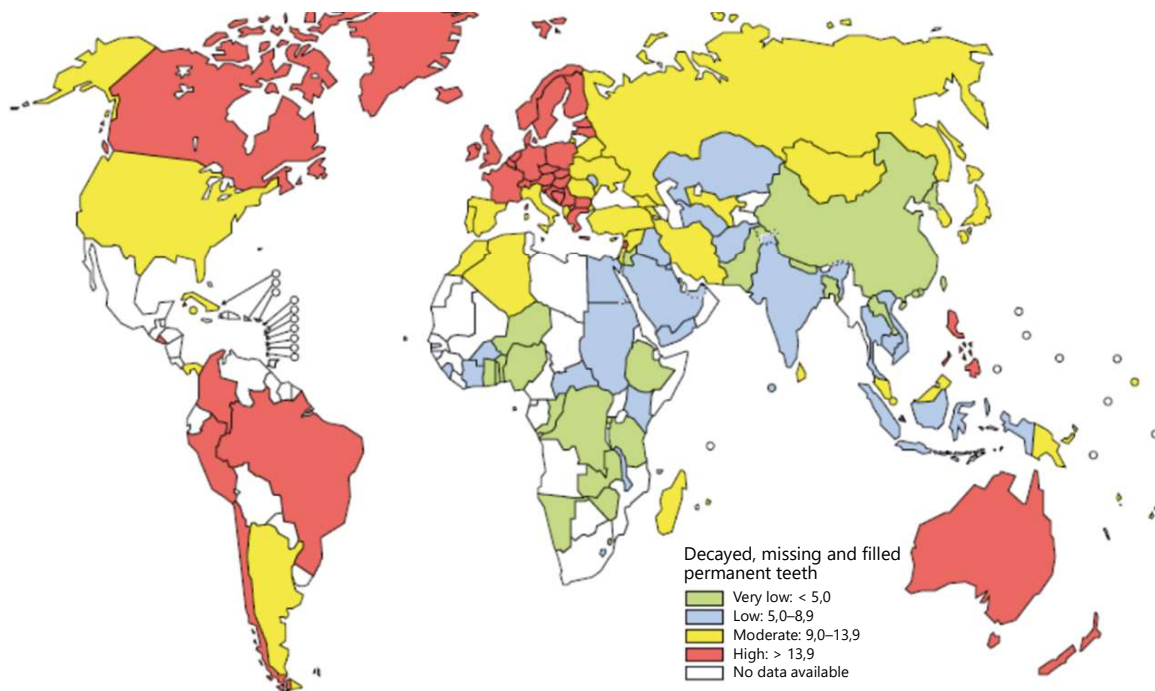 Decayed, missing and filled
permanent teeth
Very low: < 5,0
Low: 5,0–8,9
Moderate: 9,0–13,9
High: > 13,9
No data available